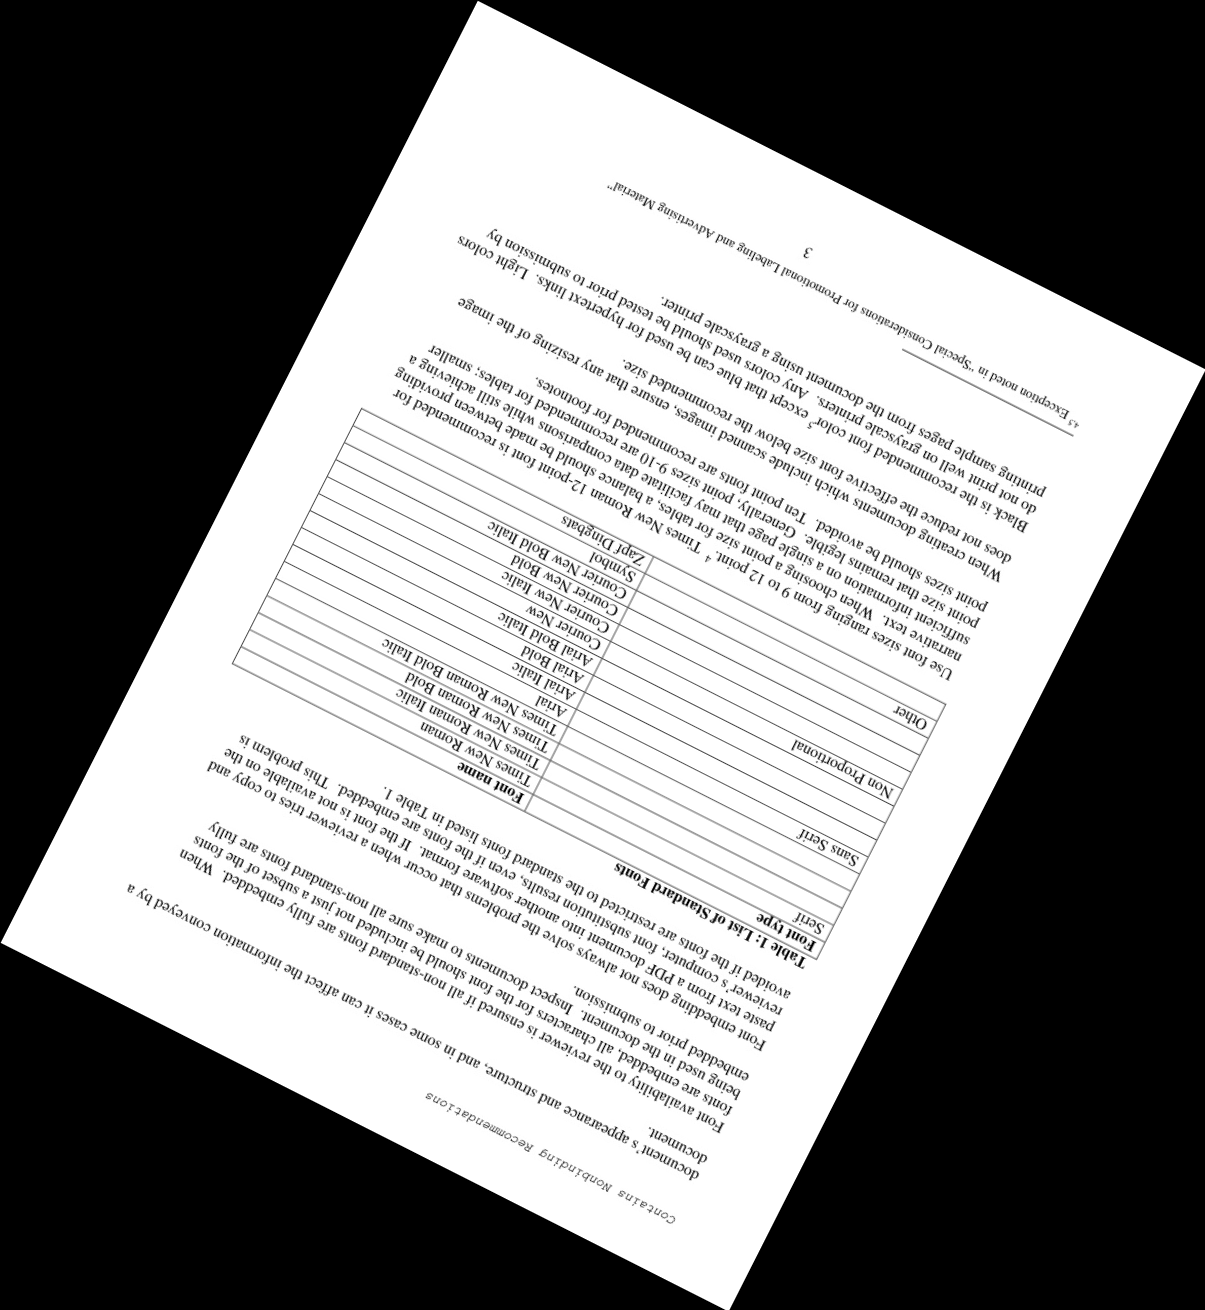 Contains Nonbinding Recommendations
document's appearance and structure, and in some cases it can affect the information conveyed by a
document.
Font availability to the reviewer is ensured if all non-standard fonts are fully embedded.  When
fonts are embedded, all characters for the font should be included not just a subset of the fonts
being used in the document.  Inspect documents to make sure all non-standard fonts are fully
embedded prior to submission.
Font embedding does not always solve the problems that occur when a reviewer tries to copy and
paste text from a PDF document into another software format.  If the font is not available on the
reviewer's computer, font substitution results, even if the fonts are embedded.  This problem is
avoided if the fonts are restricted to the standard fonts listed in Table 1.
Table 1: List of Standard Fonts
Font type Font name
Serif Times New Roman
Times New Roman Italic
Times New Roman Bold
Times New Roman Bold Italic
Sans Serif Arial
Arial Italic
Arial Bold
Arial Bold Italic
Non Proportional Courier New
Courier New Italic
Courier New Bold
Courier New Bold Italic
Other Symbol
Zapf Dingbats
Use font sizes ranging from 9 to 12 point. 4  Times New Roman 12-point font is recommended for
narrative text.  When choosing a point size for tables, a balance should be made between providing
sufficient information on a single page that may facilitate data comparisons while still achieving a
point size that remains legible.  Generally, point sizes 9-10 are recommended for tables; smaller
point sizes should be avoided.  Ten point fonts are recommended for footnotes.
When creating documents which include scanned images, ensure that any resizing of the image
does not reduce the effective font size below the recommended size.
Black is the recommended font color5 except that blue can be used for hypertext links.  Light colors
do not print well on grayscale printers.  Any colors used should be tested prior to submission by
printing sample pages from the document using a grayscale printer.
4,5 Exception noted in "Special Considerations for Promotional Labeling and Advertising Material"
3